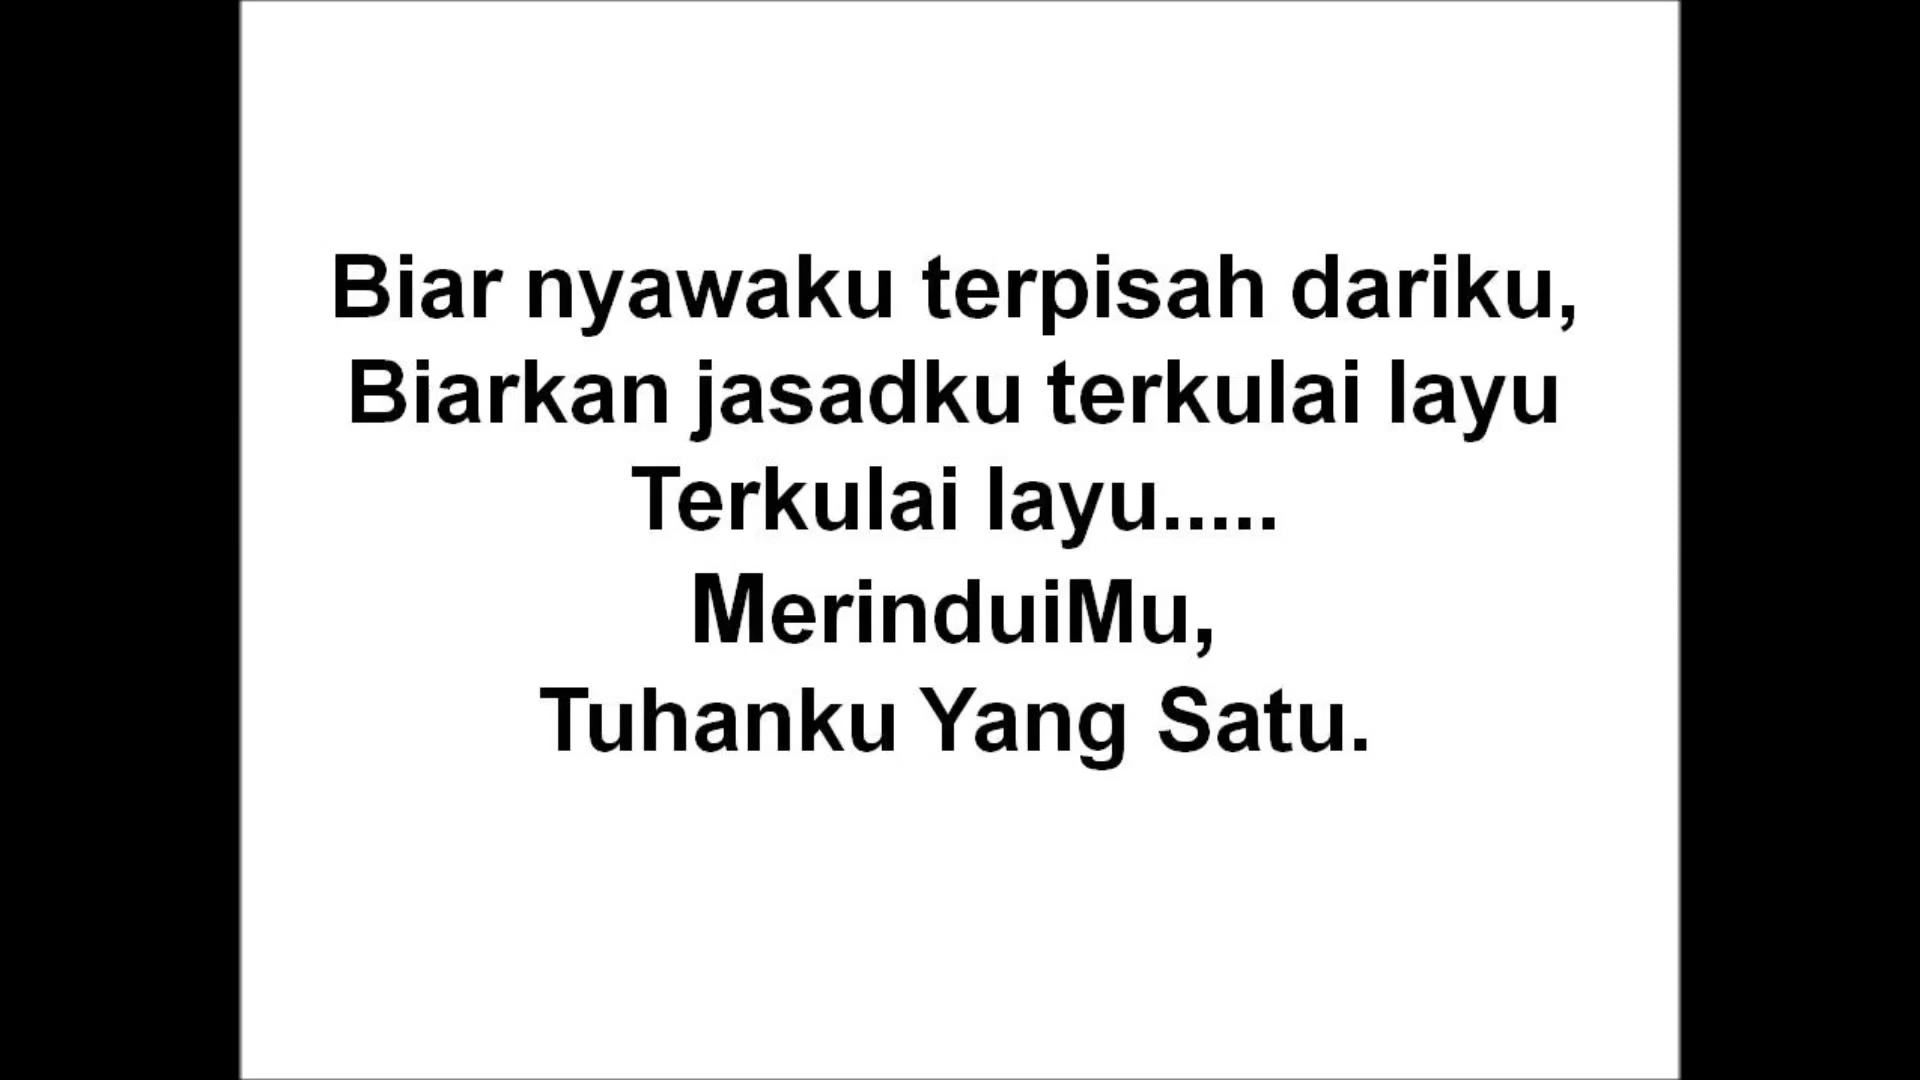 Biar nyawaku terpisah dariku,
Biarkan jasadku terkulai layu
Terkulai layu.....
MerinduiMu,
Tuhanku Yang Satu.